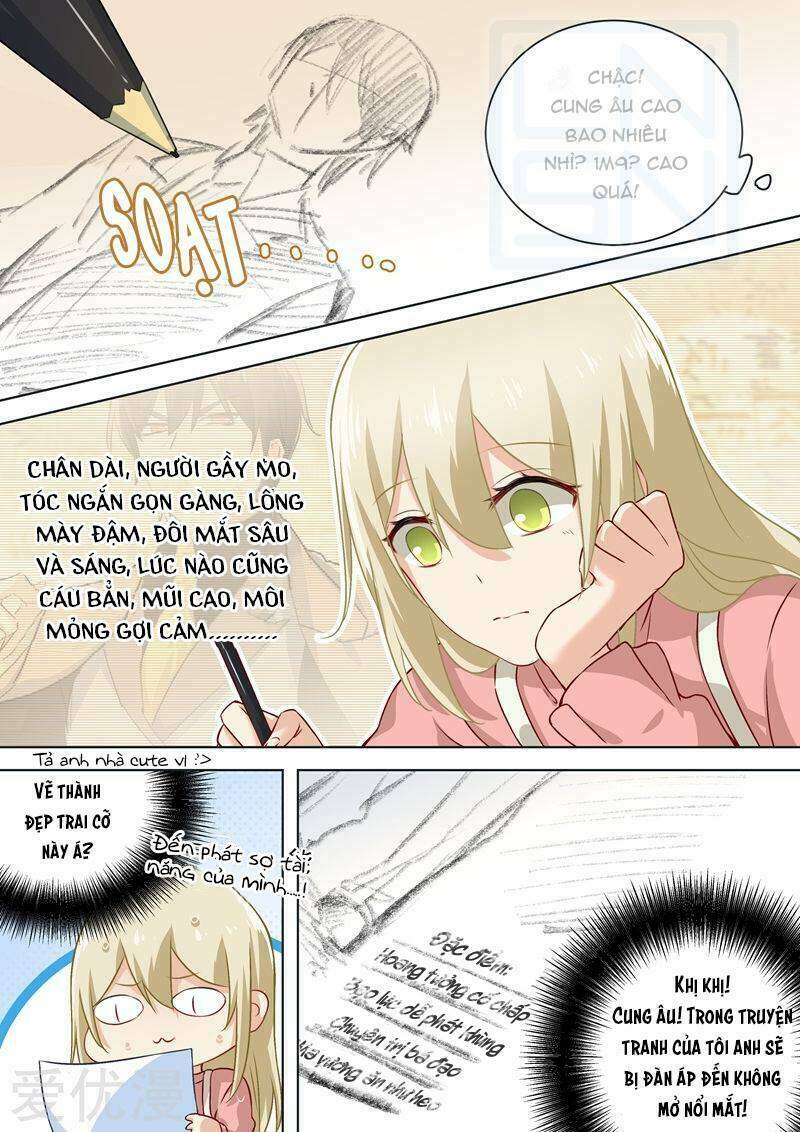 CHẬC!
CUNG ÂU CAO
BAO NHIÊU
NHỈ? 1M9? CAO
QUÁ!
SOẠT.....
CHÂN DÀI, NGƯỜI GẦY MO,
TÓC NGẮN GỌN GÀNG, LÔNG
MÀY ĐẬM, ĐÔI MẮT SÂU
VÀ SÁNG, LÚC NÀO CŨNG
CÁU BẲN, MŨI CAO, MÔI
MỎNG GỢI CẢM............
Tả anh nhà cute vl :>
VẼ THÀNH
ĐẸP TRAI CỠ
NÀY Á?
Đến phát sợ tài
năng của mình....!
Đặc điểm:
Hoang tưởng cố chấp
Bạo lực dễ phát khùng
Chuyên trị bá đạo
vương ăn như heo
KHỊ KHỊ!
CUNG ÂU! TRONG TRUYỆN
TRANH CỦA TÔI ANH SẼ
BỊ ĐÀN ÁP ĐẾN KHÔNG
MỞ NỔI MẮT!
爱优漫